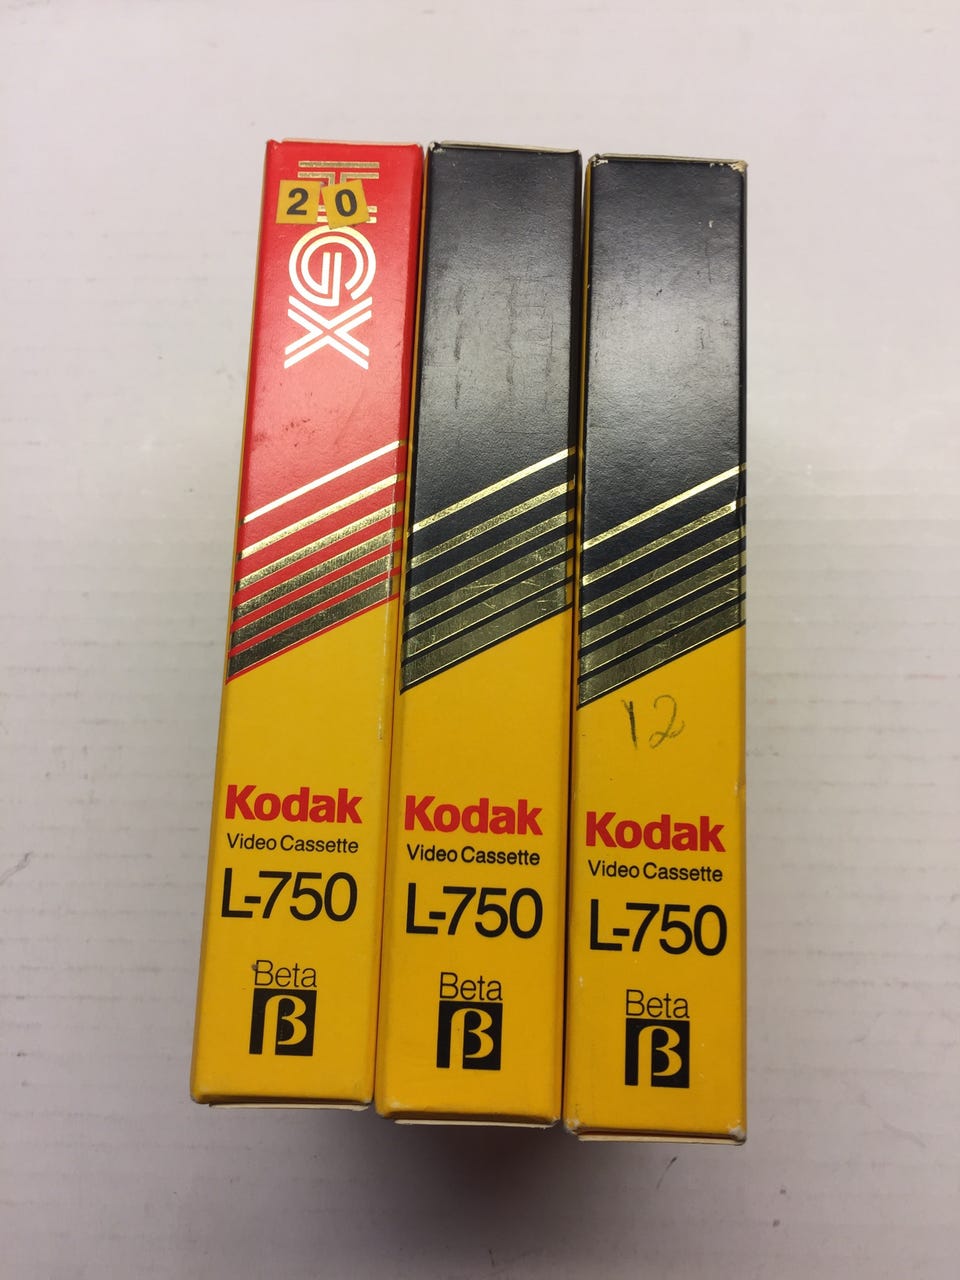 20
GX
Kodak
Video Cassette
L-750
Beta
β
Kodak
Video Cassette
L-750
Beta
β
12
Kodak
Video Cassette
L-750
Beta
β